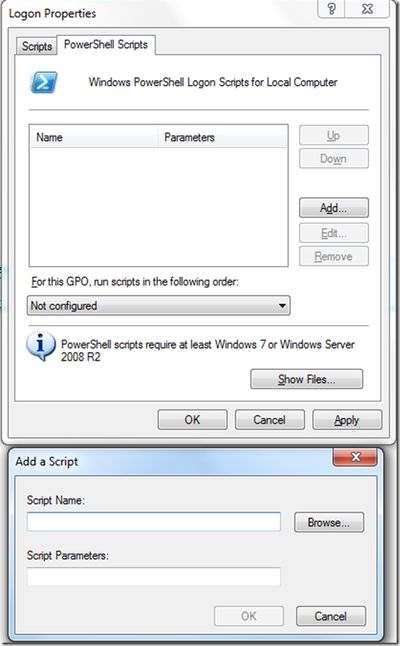 Logon Properties
Scripts PowerShell Scripts
Windows PowerShell Logon Scripts for Local Computer
Name Parameters
Up
Down
Add...
Edit...
Remove
For this GPO, run scripts in the following order:
Not configured
PowerShell scripts require at least Windows 7 or Windows Server
2008 R2
Show Files...
OK Cancel Apply
Add a Script
Script Name:
Browse...
Script Parameters:
OK Cancel